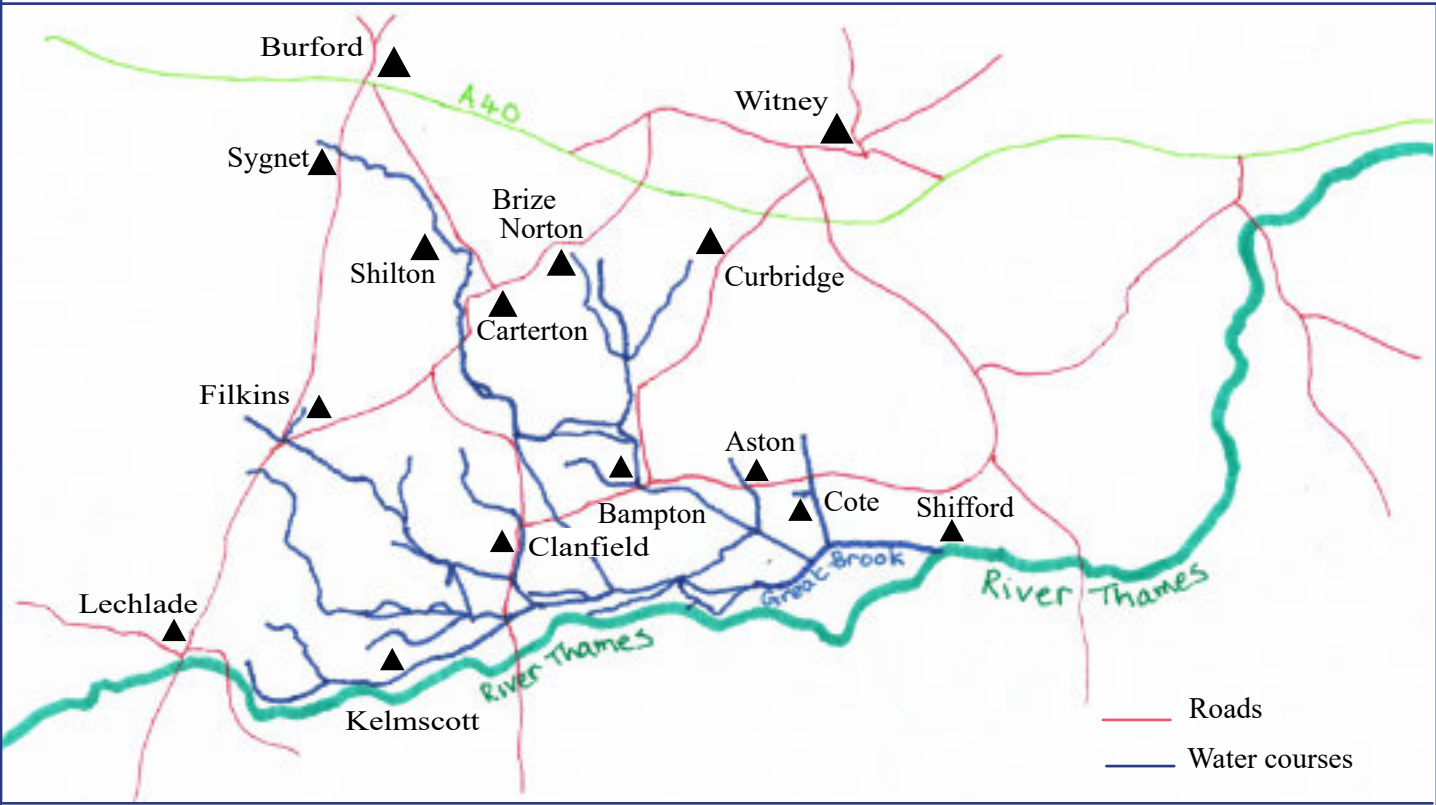 Burford
A40
Witney
Sygnet
Brize
Norton
Shilton
Curbridge
Carterton
Filkins
Aston
Cote
Bampton
Shifford
Clanfield
Great Brook
River Thames
Lechlade
River Thames
Kelmscott
Roads
Water courses